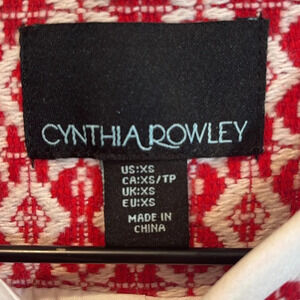 CYNTHIA ROWLEY
US:XS
CA:XS/TP
UK:XS
EU:XS
MADE IN
CHINA